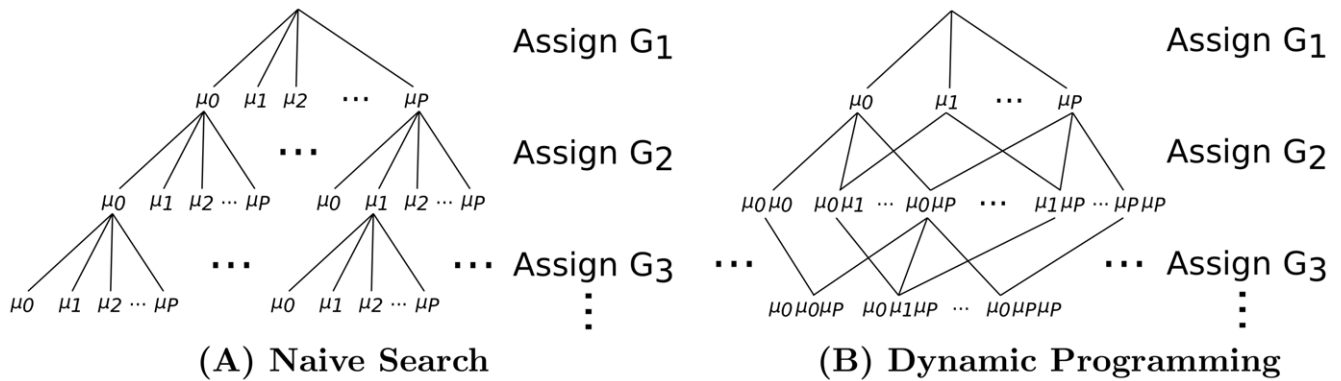 Assign G1
μ0 μ1 μ2 ... μP
... Assign G2
μ0 μ1 μ2 ... μP μ0 μ1 μ2 ... μP
... ... Assign G3
μ0 μ1 μ2 ... μP μ0 μ1 μ2 ... μP
(A) Naive Search
Assign G1
μ0 μ1 ... μP
Assign G2
μ0μ0 μ0μ1 ... μ0μP ... μ1μP ... μPμP
... ... Assign G3
μ0μ0μP μ0μ1μP ... μ0μPμP
(B) Dynamic Programming